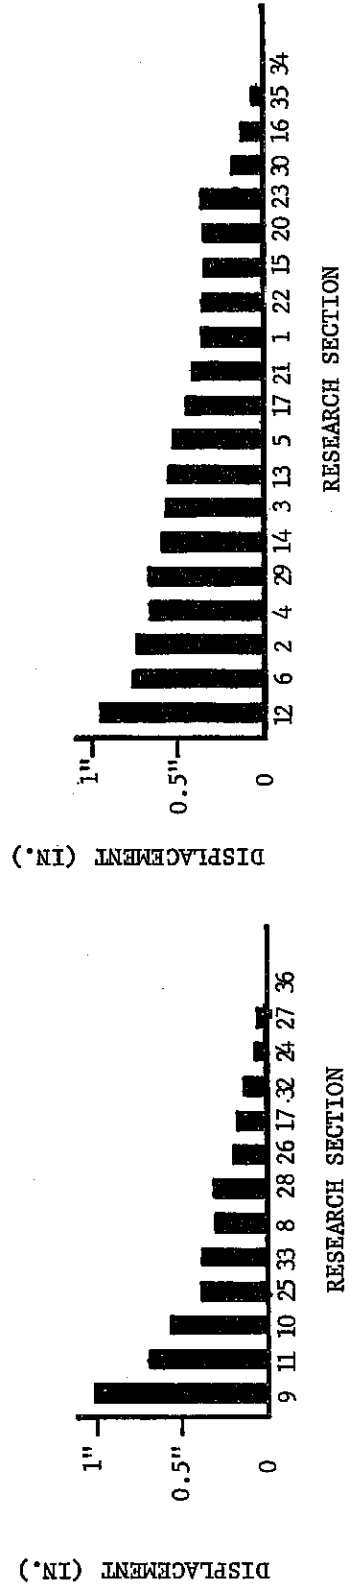 DISPLACEMENT (IN.)
1"
0.5"
0
9 11 10 25 33 8 28 26 17 32 24 27 36
RESEARCH SECTION
DISPLACEMENT (IN.)
1"
0.5"
0
12 6 2 4 29 14 3 13 5 17 21 1 22 15 20 23 30 16 35 34
RESEARCH SECTION